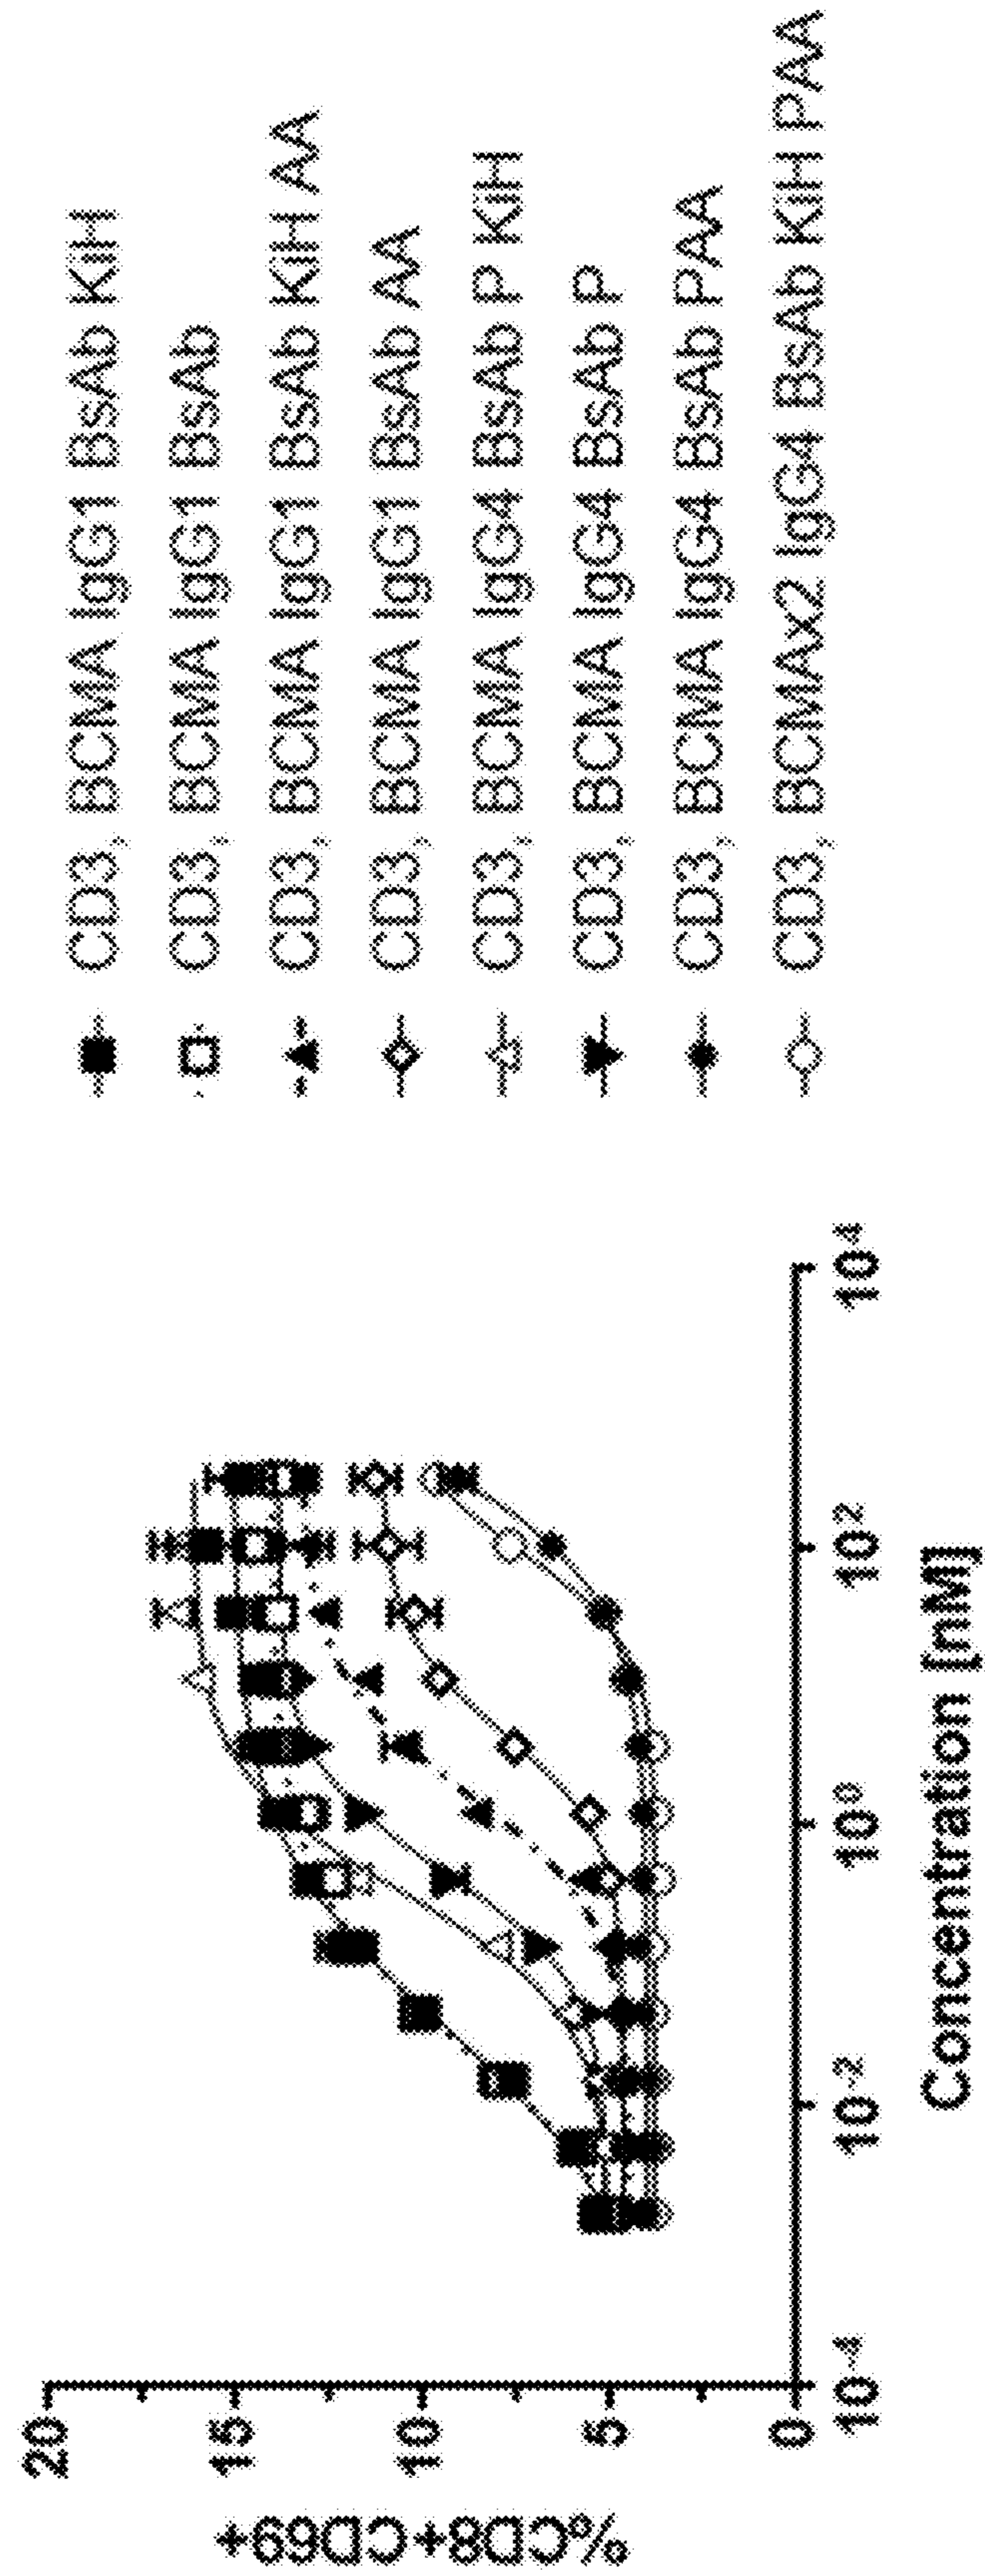 %CD8+CD69+
20
15
10
5
0
10-4
10-2
100
102
104
Concentration [nM]
CD3, BCMA IgG1 BsAb KiH
CD3, BCMA IgG1 BsAb
CD3, BCMA IgG1 BsAb KiH AA
CD3, BCMA IgG1 BsAb AA
CD3, BCMA IgG4 BsAb P KiH
CD3, BCMA IgG4 BsAb P
CD3, BCMA IgG4 BsAb PAA
CD3, BCMAx2 IgG4 BsAb KiH PAA